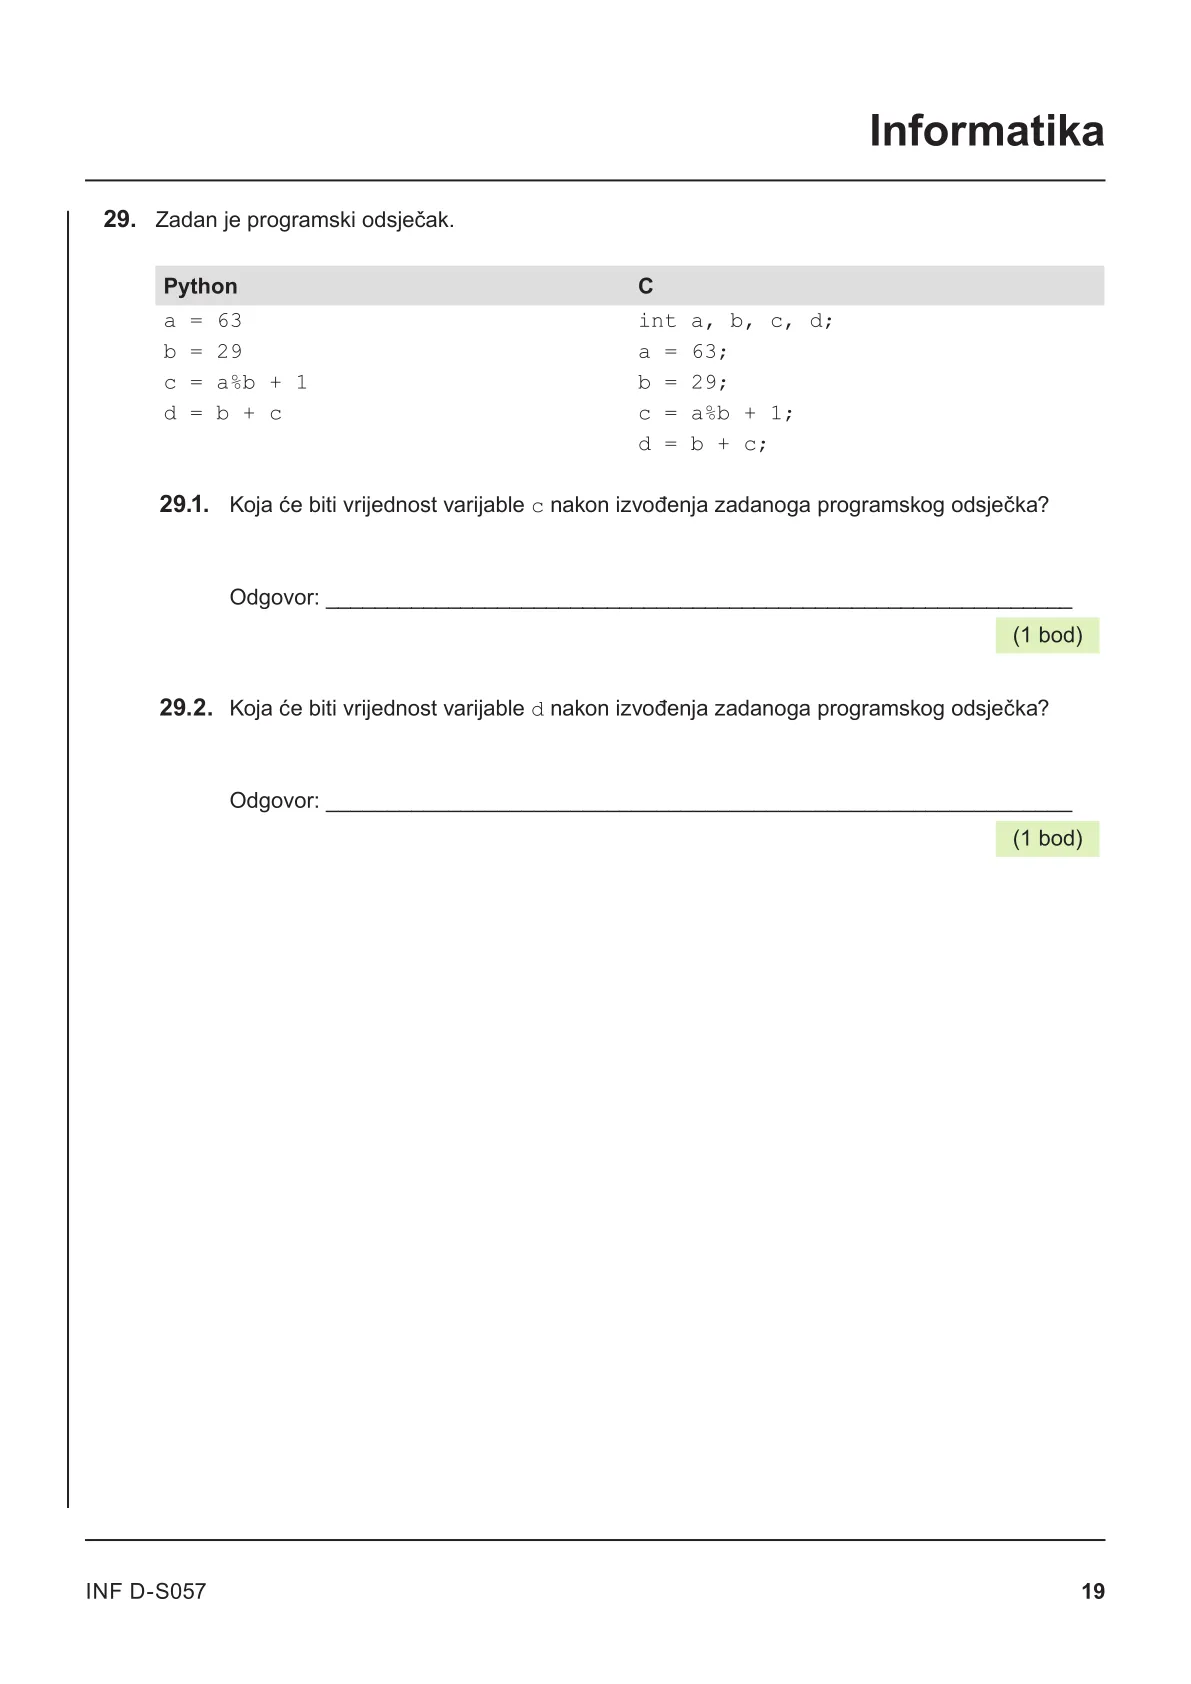 Informatika
29. Zadan je programski odsječak.
Python C
a = 63 int a, b, c, d;
b = 29 a = 63;
c = a%b + 1 b = 29;
d = b + c c = a%b + 1;
d = b + c;
29.1. Koja će biti vrijednost varijable c nakon izvođenja zadanoga programskog odsječka?
Odgovor: ______________________________________________________________
(1 bod)
29.2. Koja će biti vrijednost varijable d nakon izvođenja zadanoga programskog odsječka?
Odgovor: ______________________________________________________________
(1 bod)
INF D-S057 19